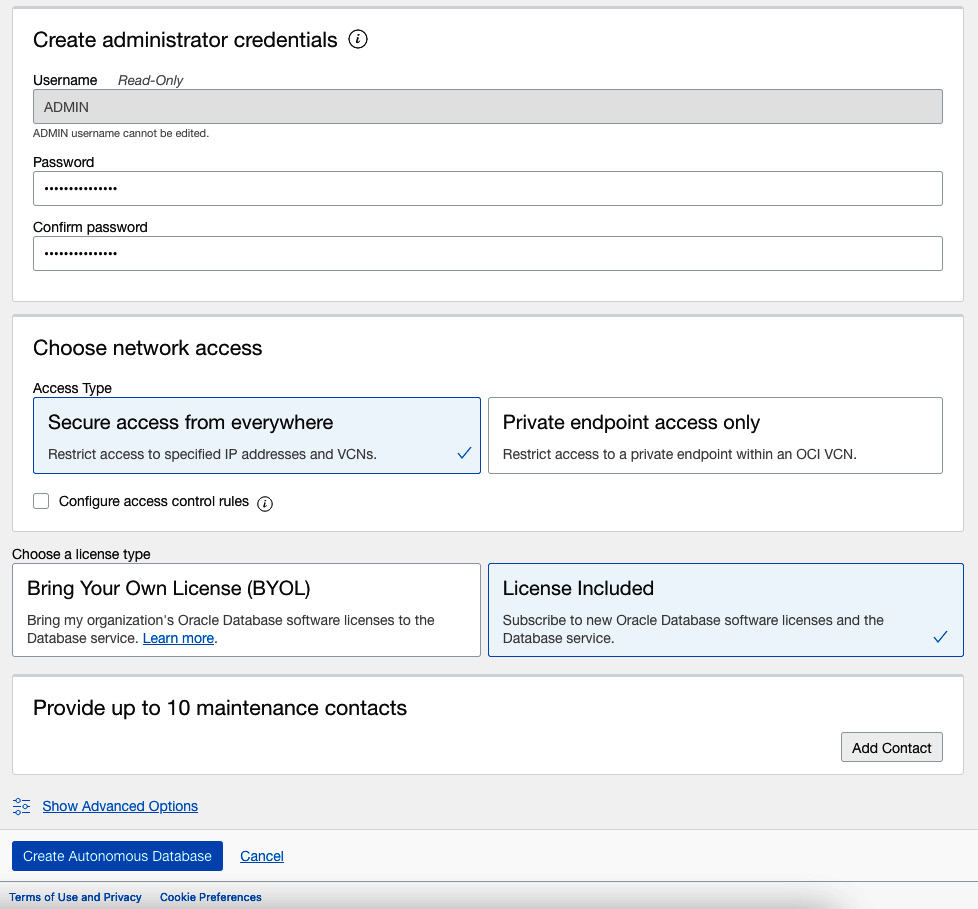 Create administrator credentials
Username Read-Only
ADMIN
ADMIN username cannot be edited.
Password
•••••••••••••••
Confirm password
•••••••••••••••
Choose network access
Access Type
Secure access from everywhere
Restrict access to specified IP addresses and VCNs.
Private endpoint access only
Restrict access to a private endpoint within an OCI VCN.
Configure access control rules
Choose a license type
Bring Your Own License (BYOL)
Bring my organization's Oracle Database software licenses to the
Database service. Learn more.
License Included
Subscribe to new Oracle Database software licenses and the
Database service.
Provide up to 10 maintenance contacts
Add Contact
Show Advanced Options
Create Autonomous Database Cancel
Terms of Use and Privacy Cookie Preferences